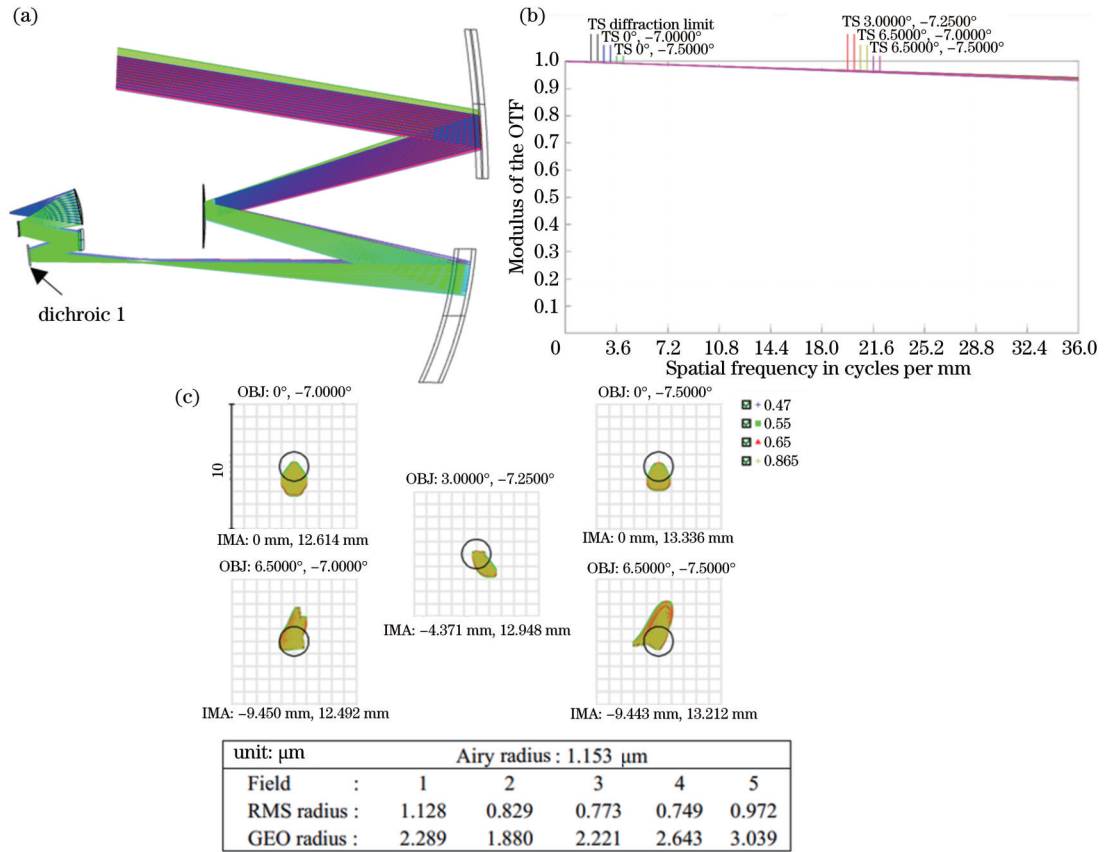 (a)
dichroic 1
(b)
TS diffraction limit
TS 0°, −7.0000°
TS 0°, −7.5000°
TS 3.0000°, −7.2500°
TS 6.5000°, −7.0000°
TS 6.5000°, −7.5000°
Modulus of the OTF
1.0
0.9
0.8
0.7
0.6
0.5
0.4
0.3
0.2
0.1
0 3.6 7.2 10.8 14.4 18.0 21.6 25.2 28.8 32.4 36.0
Spatial frequency in cycles per mm
(c)
OBJ: 0°, −7.0000°
10
IMA: 0 mm, 12.614 mm
OBJ: 3.0000°, −7.2500°
IMA: −4.371 mm, 12.948 mm
OBJ: 0°, −7.5000°
IMA: 0 mm, 13.336 mm
0.47
0.55
0.65
0.865
OBJ: 6.5000°, −7.0000°
IMA: −9.450 mm, 12.492 mm
OBJ: 6.5000°, −7.5000°
IMA: −9.443 mm, 13.212 mm
unit: μm Airy radius : 1.153 μm
Field : 1 2 3 4 5
RMS radius : 1.128 0.829 0.773 0.749 0.972
GEO radius : 2.289 1.880 2.221 2.643 3.039